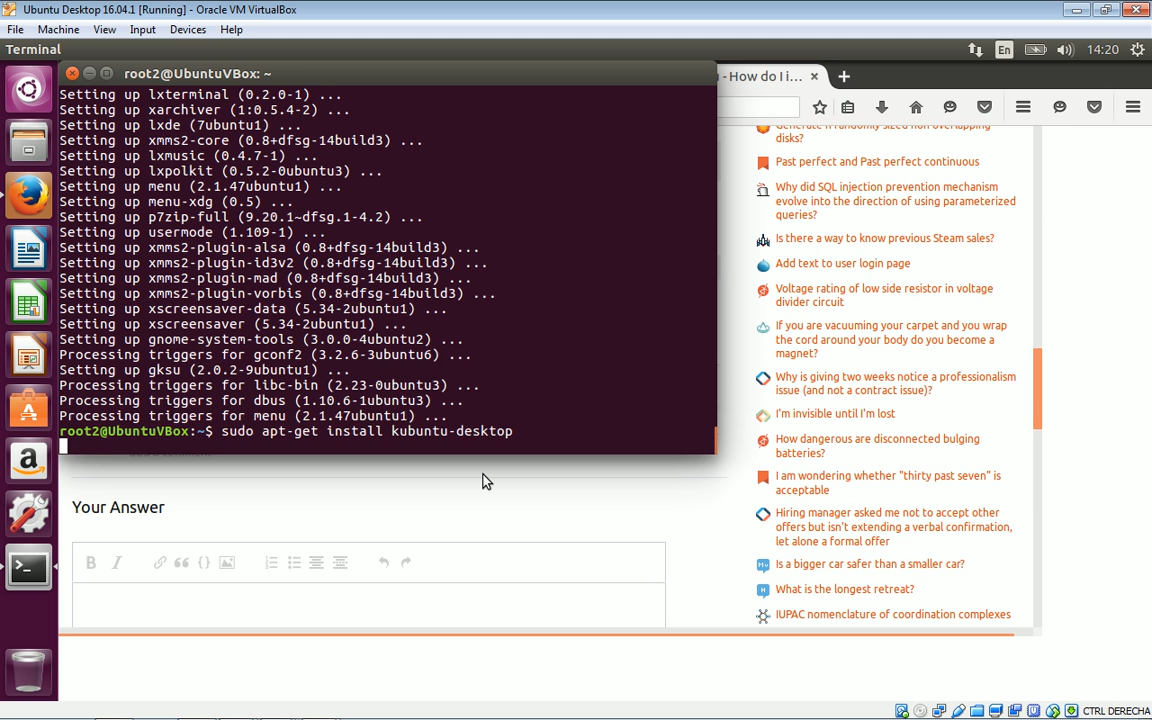 Ubuntu Desktop 16.04.1 [Running] - Oracle VM VirtualBox
File Machine View Input Devices Help
Terminal
En
14:20
root2@UbuntuVBox: ~
- How do I i...
Setting up lxterminal (0.2.0-1) ...
Setting up xarchiver (1:0.5.4-2) ...
Setting up lxde (7ubuntu1) ...
Setting up xmms2-core (0.8+dfsg-14build3) ...
Setting up lxmusic (0.4.7-1) ...
Setting up lxpolkit (0.5.2-0ubuntu3) ...
Setting up menu (2.1.47ubuntu1) ...
Setting up menu-xdg (0.5) ...
Setting up p7zip-full (9.20.1~dfsg.1-4.2) ...
Setting up usermode (1.109-1) ...
Setting up xmms2-plugin-alsa (0.8+dfsg-14build3) ...
Setting up xmms2-plugin-id3v2 (0.8+dfsg-14build3) ...
Setting up xmms2-plugin-mad (0.8+dfsg-14build3) ...
Setting up xmms2-plugin-vorbis (0.8+dfsg-14build3) ...
Setting up xscreensaver-data (5.34-2ubuntu1) ...
Setting up xscreensaver (5.34-2ubuntu1) ...
Setting up gnome-system-tools (3.0.0-4ubuntu2) ...
Processing triggers for gconf2 (3.2.6-3ubuntu6) ...
Setting up gksu (2.0.2-9ubuntu1) ...
Processing triggers for libc-bin (2.23-0ubuntu3) ...
Processing triggers for dbus (1.10.6-1ubuntu3) ...
Processing triggers for menu (2.1.47ubuntu1) ...
root2@UbuntuVBox:~$ sudo apt-get install kubuntu-desktop
Your Answer
Generate n randomly sized non overlapping
disks?
Past perfect and Past perfect continuous
Why did SQL injection prevention mechanism
evolve into the direction of using parameterized
queries?
Is there a way to know previous Steam sales?
Add text to user login page
Voltage rating of low side resistor in voltage
divider circuit
If you are vacuuming your carpet and you wrap
the cord around your body do you become a
magnet?
Why is giving two weeks notice a professionalism
issue (and not a contract issue)?
I'm invisible until I'm lost
How dangerous are disconnected bulging
batteries?
I am wondering whether "thirty past seven" is
acceptable
Hiring manager asked me not to accept other
offers but isn't extending a verbal confirmation,
let alone a formal offer
Is a bigger car safer than a smaller car?
What is the longest retreat?
IUPAC nomenclature of coordination complexes
CTRL DERECHA